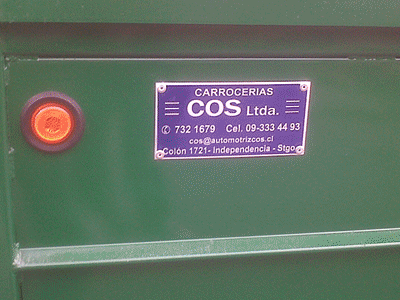 CARROCERIAS
COS Ltda.
✆ 732 1679 Cel. 09-333 44 93
cos@automotrizcos.cl
Colón 1721- Independencia - Stgo.